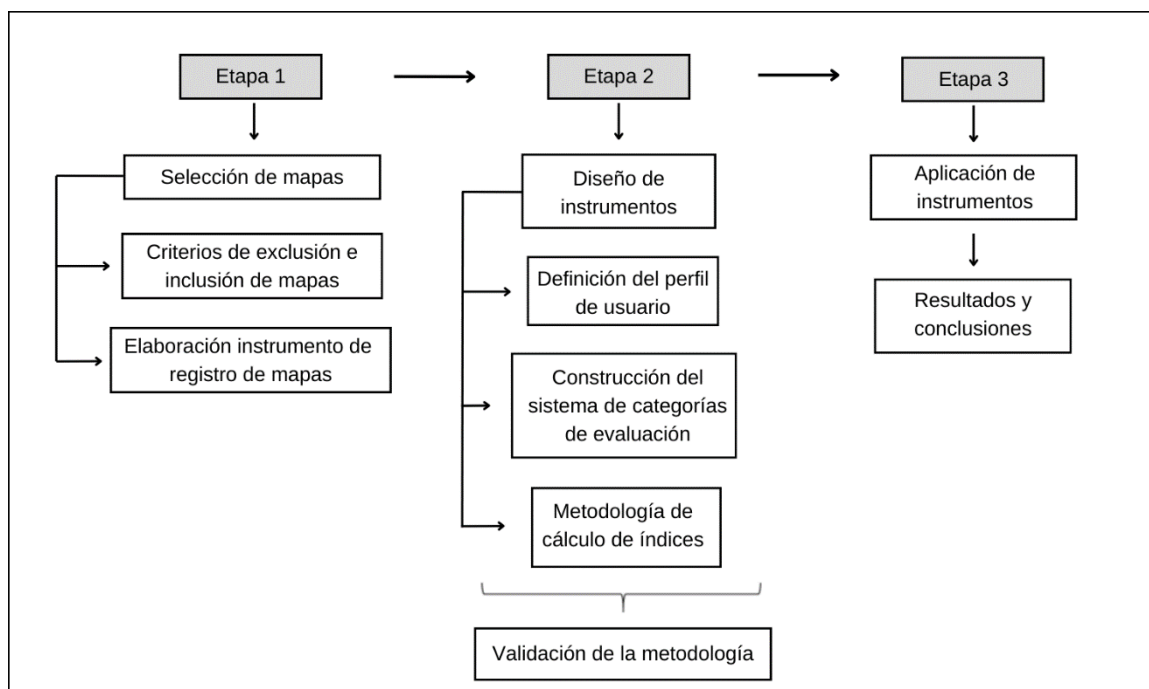 Etapa 1
Selección de mapas
Criterios de exclusión e
inclusión de mapas
Elaboración instrumento de
registro de mapas
Etapa 2
Diseño de
instrumentos
Definición del perfil
de usuario
Construcción del
sistema de categorías
de evaluación
Metodología de
cálculo de índices
Validación de la metodología
Etapa 3
Aplicación de
instrumentos
Resultados y
conclusiones